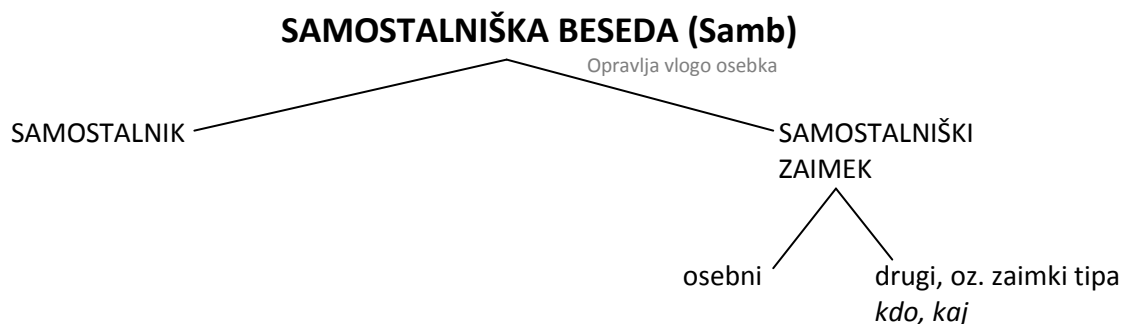 SAMOSTALNIŠKA BESEDA (Samb)
Opravlja vlogo osebka
SAMOSTALNIK
SAMOSTALNIŠKI
ZAIMEK
osebni
drugi, oz. zaimki tipa
kdo, kaj